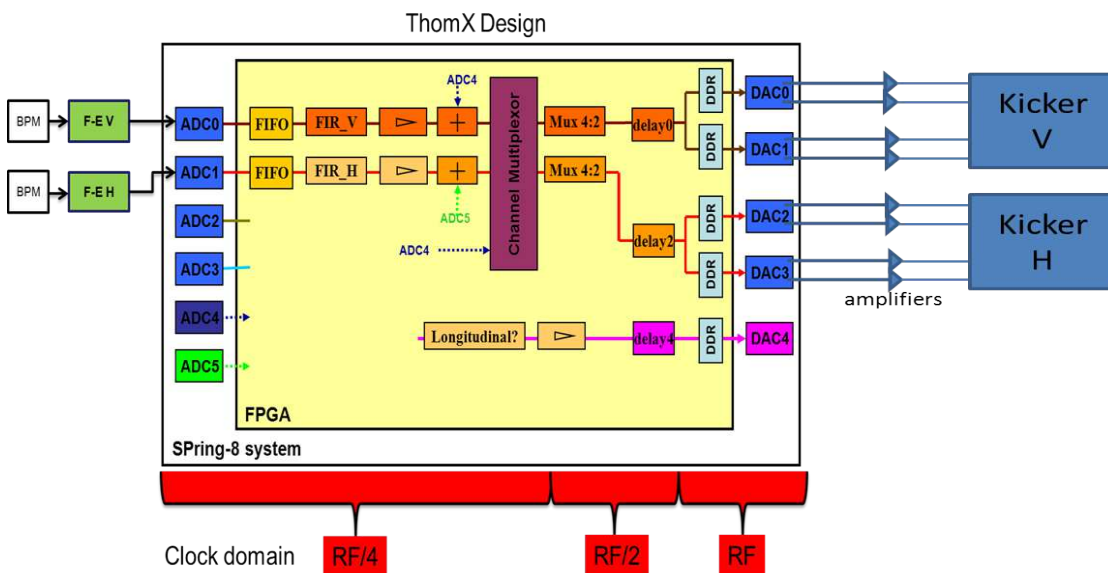 ThomX Design
BPM
F-E V
ADC0
FIFO
FIR_V
ADC4
+
Channel Multiplexor
Mux 4:2
delay0
DDR
DAC0
Kicker
V
DDR
DAC1
BPM
F-E H
ADC1
FIFO
FIR_H
+
ADC5
Mux 4:2
ADC2
ADC4
delay2
DDR
DAC2
Kicker
H
ADC3
DDR
DAC3
amplifiers
ADC4
Longitudinal?
delay4
DDR
DAC4
ADC5
FPGA
SPring-8 system
Clock domain
RF/4
RF/2
RF